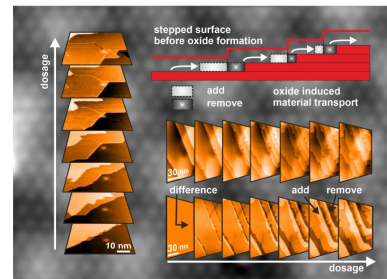 stepped surface
before oxide formation
add
remove
oxide induced
material transport
dosage
30 nm
difference
add
remove
30 nm
10 nm
dosage